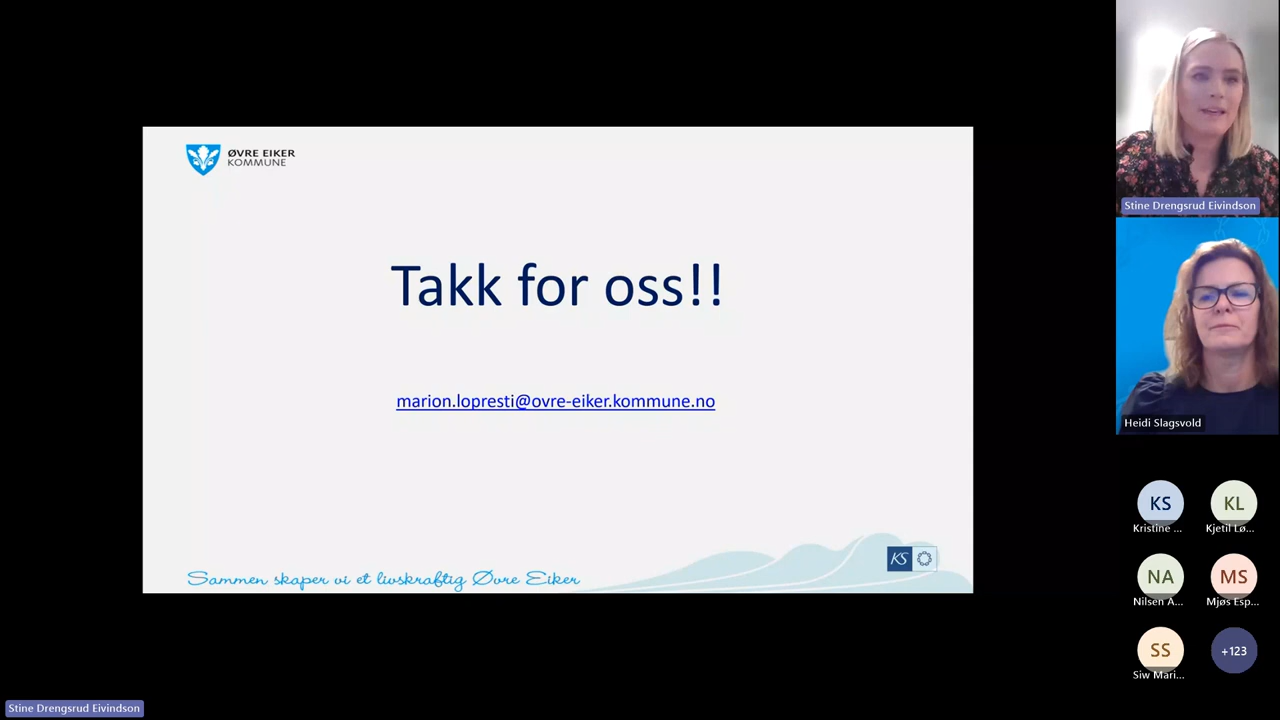 ØVRE EIKER
KOMMUNE
Takk for oss!!
marion.lopresti@ovre-eiker.kommune.no
Sammen skaper vi et livskraftig Øvre Eiker
KS
Stine Drengsrud Eivindson
Heidi Slagsvold
KS
Kristine ...
KL
Kjetil Lø...
NA
Nilsen A...
MS
Mjøs Esp...
SS
Siw Mari...
+123
Stine Drengsrud Eivindson